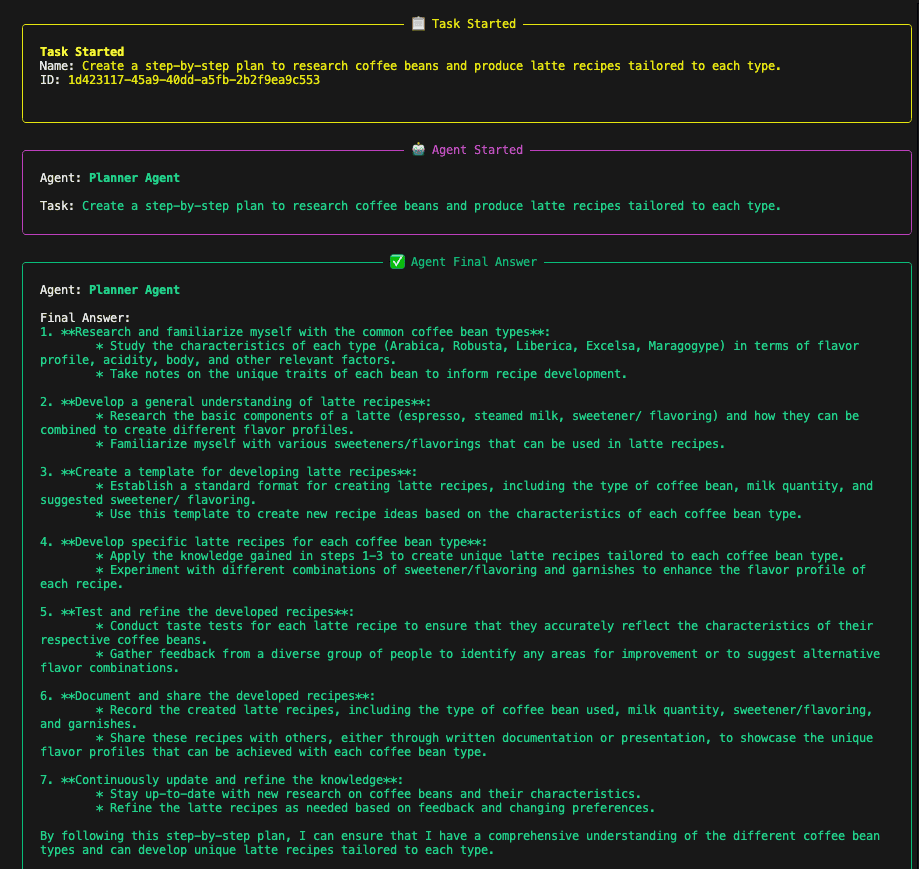 📋 Task Started
Task Started
Name: Create a step-by-step plan to research coffee beans and produce latte recipes tailored to each type.
ID: 1d423117-45a9-40dd-a5fb-2b2f9ea9c553
🤖 Agent Started
Agent: Planner Agent
Task: Create a step-by-step plan to research coffee beans and produce latte recipes tailored to each type.
✅ Agent Final Answer
Agent: Planner Agent
Final Answer:
1. **Research and familiarize myself with the common coffee bean types**:
* Study the characteristics of each type (Arabica, Robusta, Liberica, Excelsa, Maragogype) in terms of flavor
profile, acidity, body, and other relevant factors.
* Take notes on the unique traits of each bean to inform recipe development.
2. **Develop a general understanding of latte recipes**:
* Research the basic components of a latte (espresso, steamed milk, sweetener/ flavoring) and how they can be
combined to create different flavor profiles.
* Familiarize myself with various sweeteners/flavorings that can be used in latte recipes.
3. **Create a template for developing latte recipes**:
* Establish a standard format for creating latte recipes, including the type of coffee bean, milk quantity, and
suggested sweetener/ flavoring.
* Use this template to create new recipe ideas based on the characteristics of each coffee bean type.
4. **Develop specific latte recipes for each coffee bean type**:
* Apply the knowledge gained in steps 1-3 to create unique latte recipes tailored to each coffee bean type.
* Experiment with different combinations of sweetener/flavoring and garnishes to enhance the flavor profile of
each recipe.
5. **Test and refine the developed recipes**:
* Conduct taste tests for each latte recipe to ensure that they accurately reflect the characteristics of their
respective coffee beans.
* Gather feedback from a diverse group of people to identify any areas for improvement or to suggest alternative
flavor combinations.
6. **Document and share the developed recipes**:
* Record the created latte recipes, including the type of coffee bean used, milk quantity, sweetener/flavoring,
and garnishes.
* Share these recipes with others, either through written documentation or presentation, to showcase the unique
flavor profiles that can be achieved with each coffee bean type.
7. **Continuously update and refine the knowledge**:
* Stay up-to-date with new research on coffee beans and their characteristics.
* Refine the latte recipes as needed based on feedback and changing preferences.
By following this step-by-step plan, I can ensure that I have a comprehensive understanding of the different coffee bean
types and can develop unique latte recipes tailored to each type.